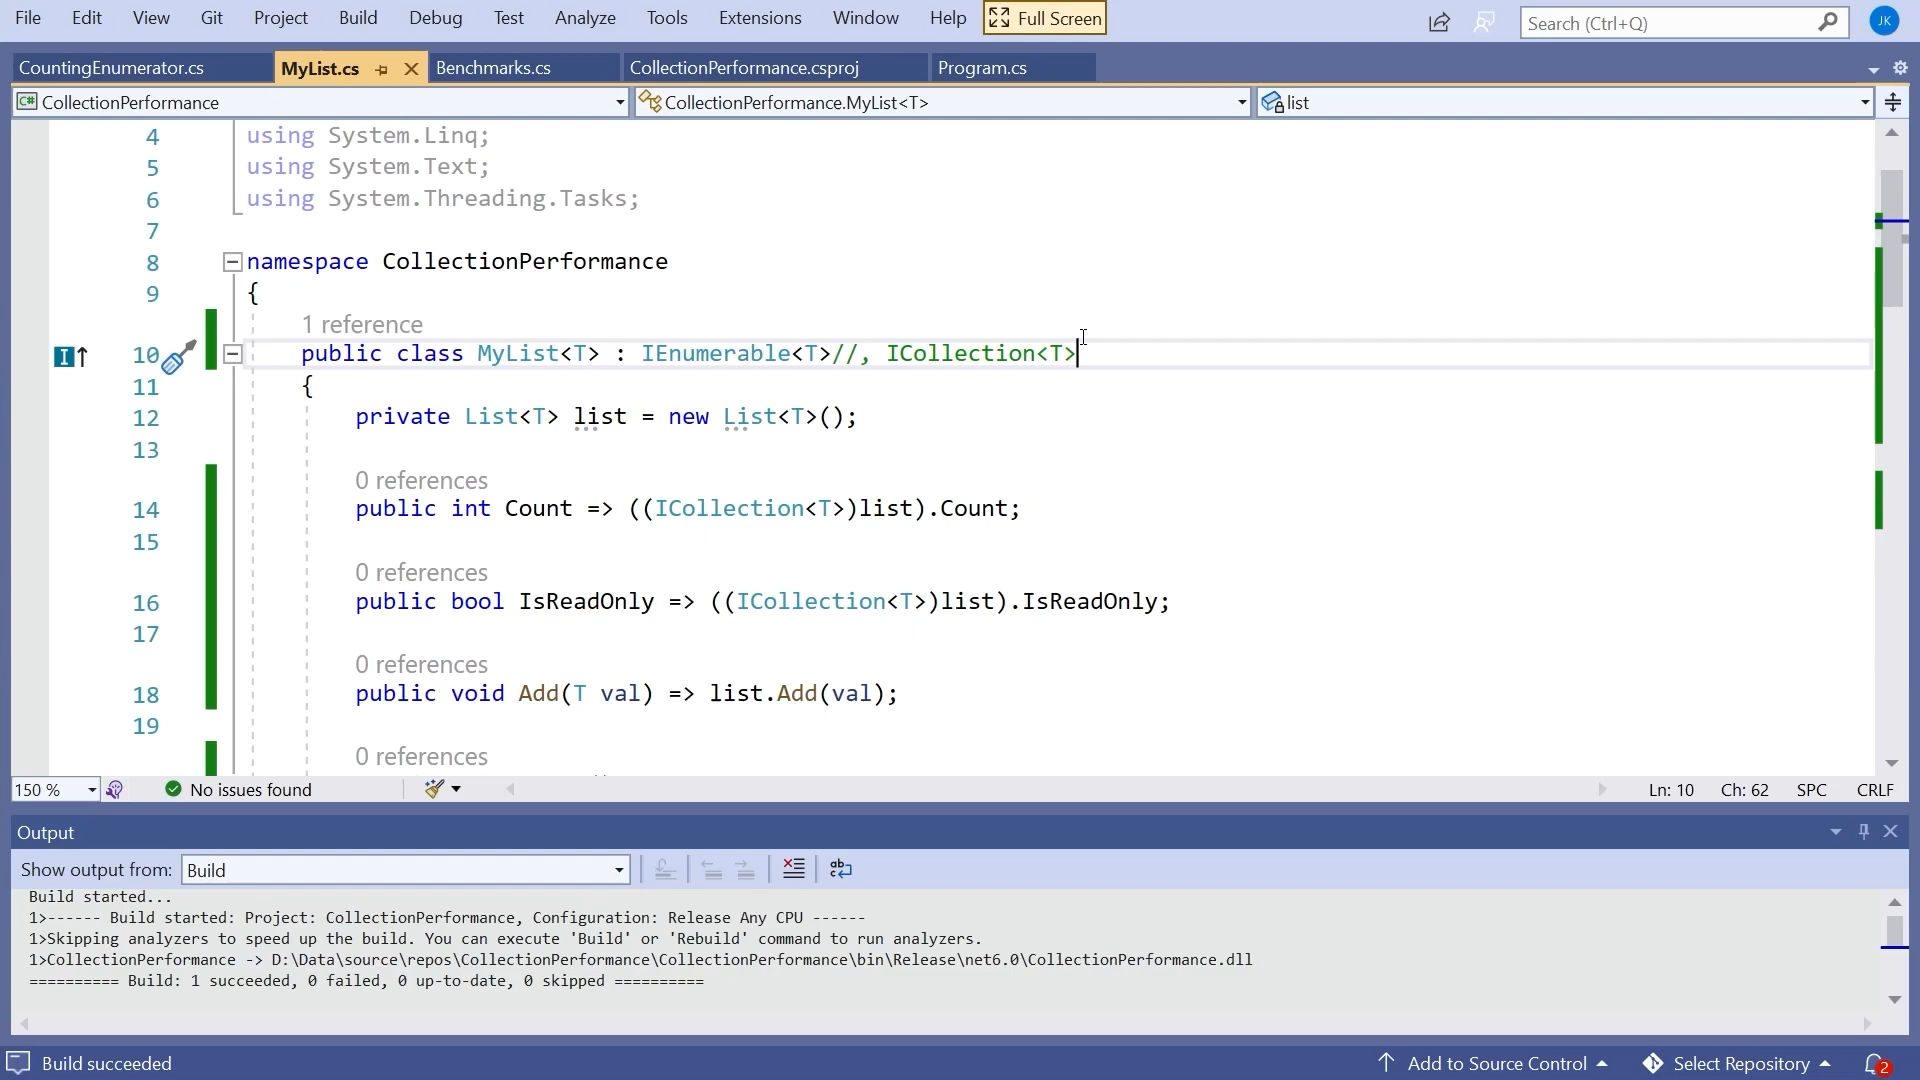 File Edit View Git Project Build Debug Test Analyze Tools Extensions Window Help Full Screen Search (Ctrl+Q) JK
CountingEnumerator.cs MyList.cs Benchmarks.cs CollectionPerformance.csproj Program.cs
C# CollectionPerformance CollectionPerformance.MyList<T> list
4 using System.Linq;
5 using System.Text;
6 using System.Threading.Tasks;
7
8 namespace CollectionPerformance
9 {
1 reference
10 public class MyList<T> : IEnumerable<T>//, ICollection<T>
11 {
12 private List<T> list = new List<T>();
13
0 references
14 public int Count => ((ICollection<T>)list).Count;
15
0 references
16 public bool IsReadOnly => ((ICollection<T>)list).IsReadOnly;
17
0 references
18 public void Add(T val) => list.Add(val);
19
0 references
150 % No issues found Ln: 10 Ch: 62 SPC CRLF
Output
Show output from: Build
Build started...
1>------ Build started: Project: CollectionPerformance, Configuration: Release Any CPU ------
1>Skipping analyzers to speed up the build. You can execute 'Build' or 'Rebuild' command to run analyzers.
1>CollectionPerformance -> D:\Data\source\repos\CollectionPerformance\CollectionPerformance\bin\Release\net6.0\CollectionPerformance.dll
========== Build: 1 succeeded, 0 failed, 0 up-to-date, 0 skipped ==========
Build succeeded Add to Source Control Select Repository 2